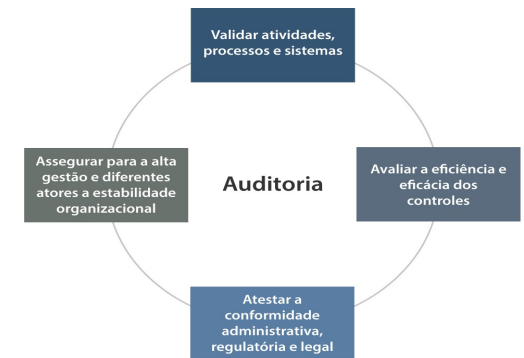 Validar atividades,
processos e sistemas
Assegurar para a alta
gestão e diferentes
atores a estabilidade
organizacional
Auditoria
Avaliar a eficiência e
eficácia dos
controles
Atestar a
conformidade
administrativa,
regulatória e legal